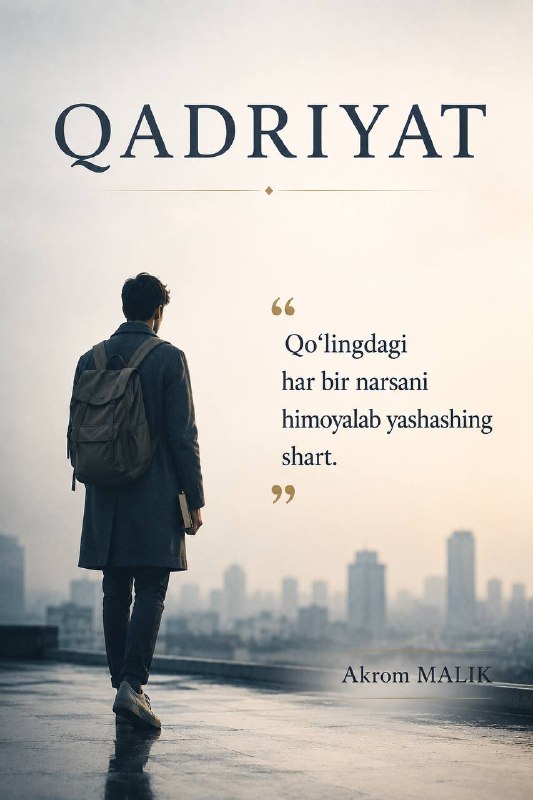 QADRIYAT
“
Qo‘lingdagi
har bir narsani
himoyalab yashashing
shart.
”
Akrom MALIK